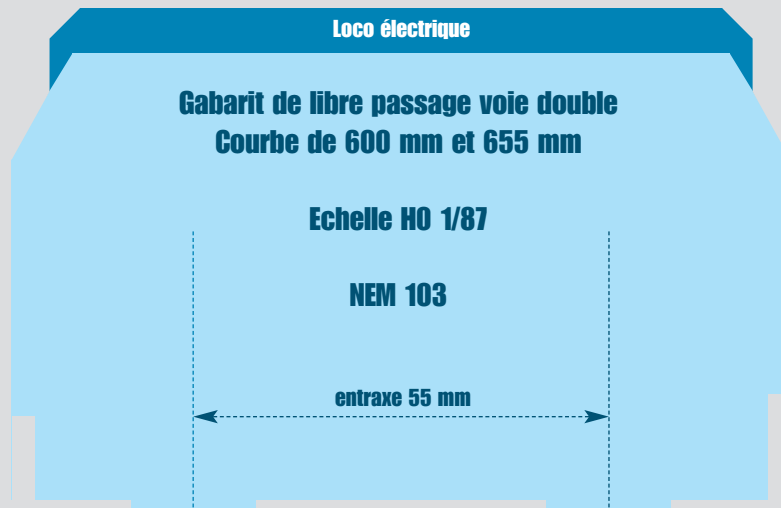 Loco électrique
Gabarit de libre passage voie double
Courbe de 600 mm et 655 mm
Echelle HO 1/87
NEM 103
entraxe 55 mm